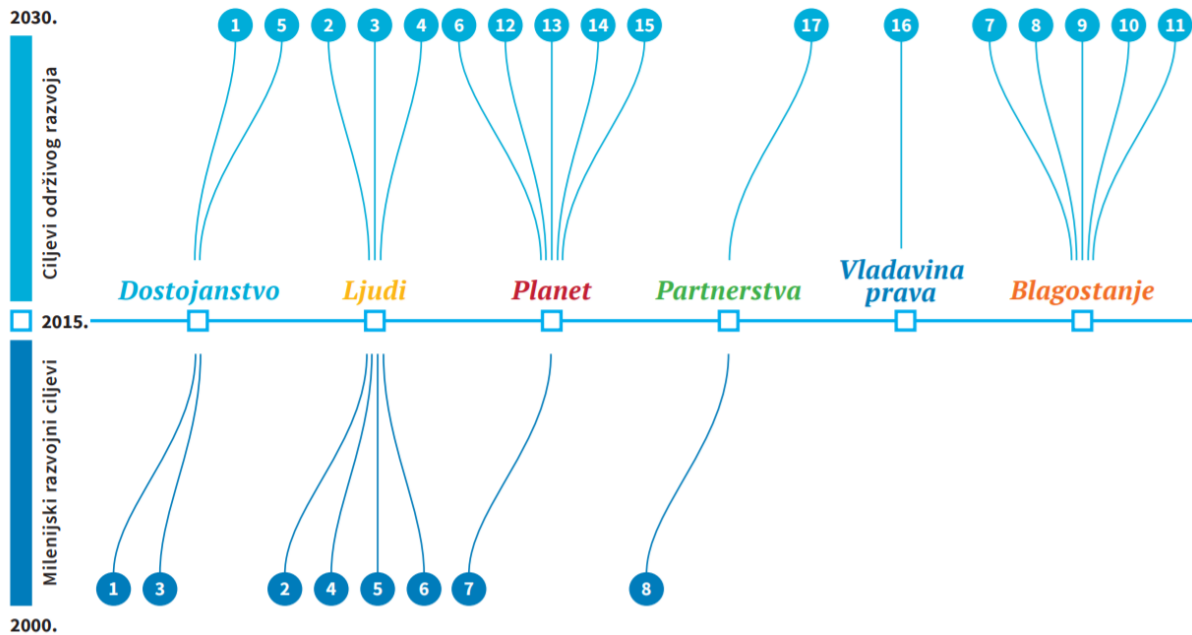 2030.
1 5 2 3 4 6 12 13 14 15 17 16 7 8 9 10 11
Ciljevi održivog razvoja
Dostojanstvo
Ljudi
Planet
Partnerstva
Vladavina
prava
Blagostanje
2015.
Milenijski razvojni ciljevi
1 3 2 4 5 6 7 8
2000.